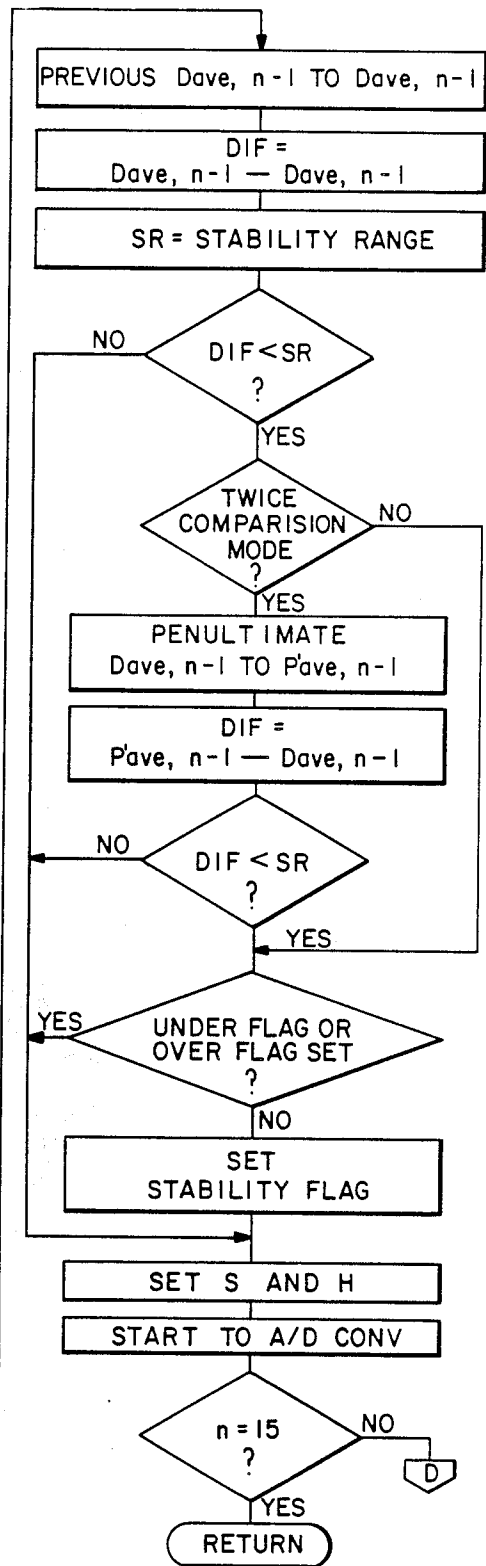 PREVIOUS Dave, n-1 TO Dave, n-1
DIF =
Dave, n-1 — Dave, n-1
SR = STABILITY RANGE
NO
DIF<SR
?
YES
TWICE
COMPARISION
MODE
?
NO
YES
PENULT IMATE
Dave, n-1 TO P'ave, n-1
DIF =
P'ave, n-1 — Dave, n-1
NO
DIF < SR
?
YES
YES
UNDER FLAG OR
OVER FLAG SET
?
NO
SET
STABILITY FLAG
SET S AND H
START TO A/D CONV
n = 15
?
NO
D
YES
RETURN